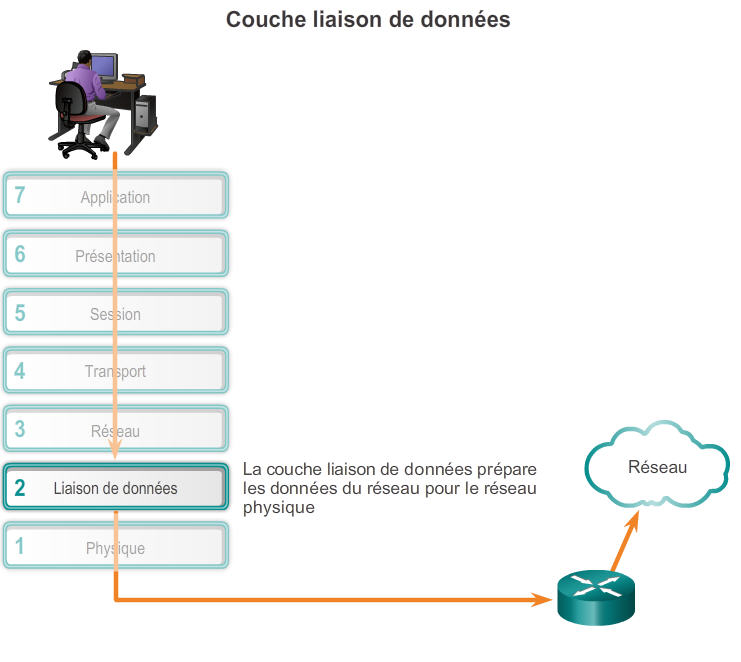 Couche liaison de données
7 Application
6 Présentation
5 Session
4 Transport
3 Réseau
2 Liaison de données
La couche liaison de données prépare
les données du réseau pour le réseau
physique
Réseau
1 Physique